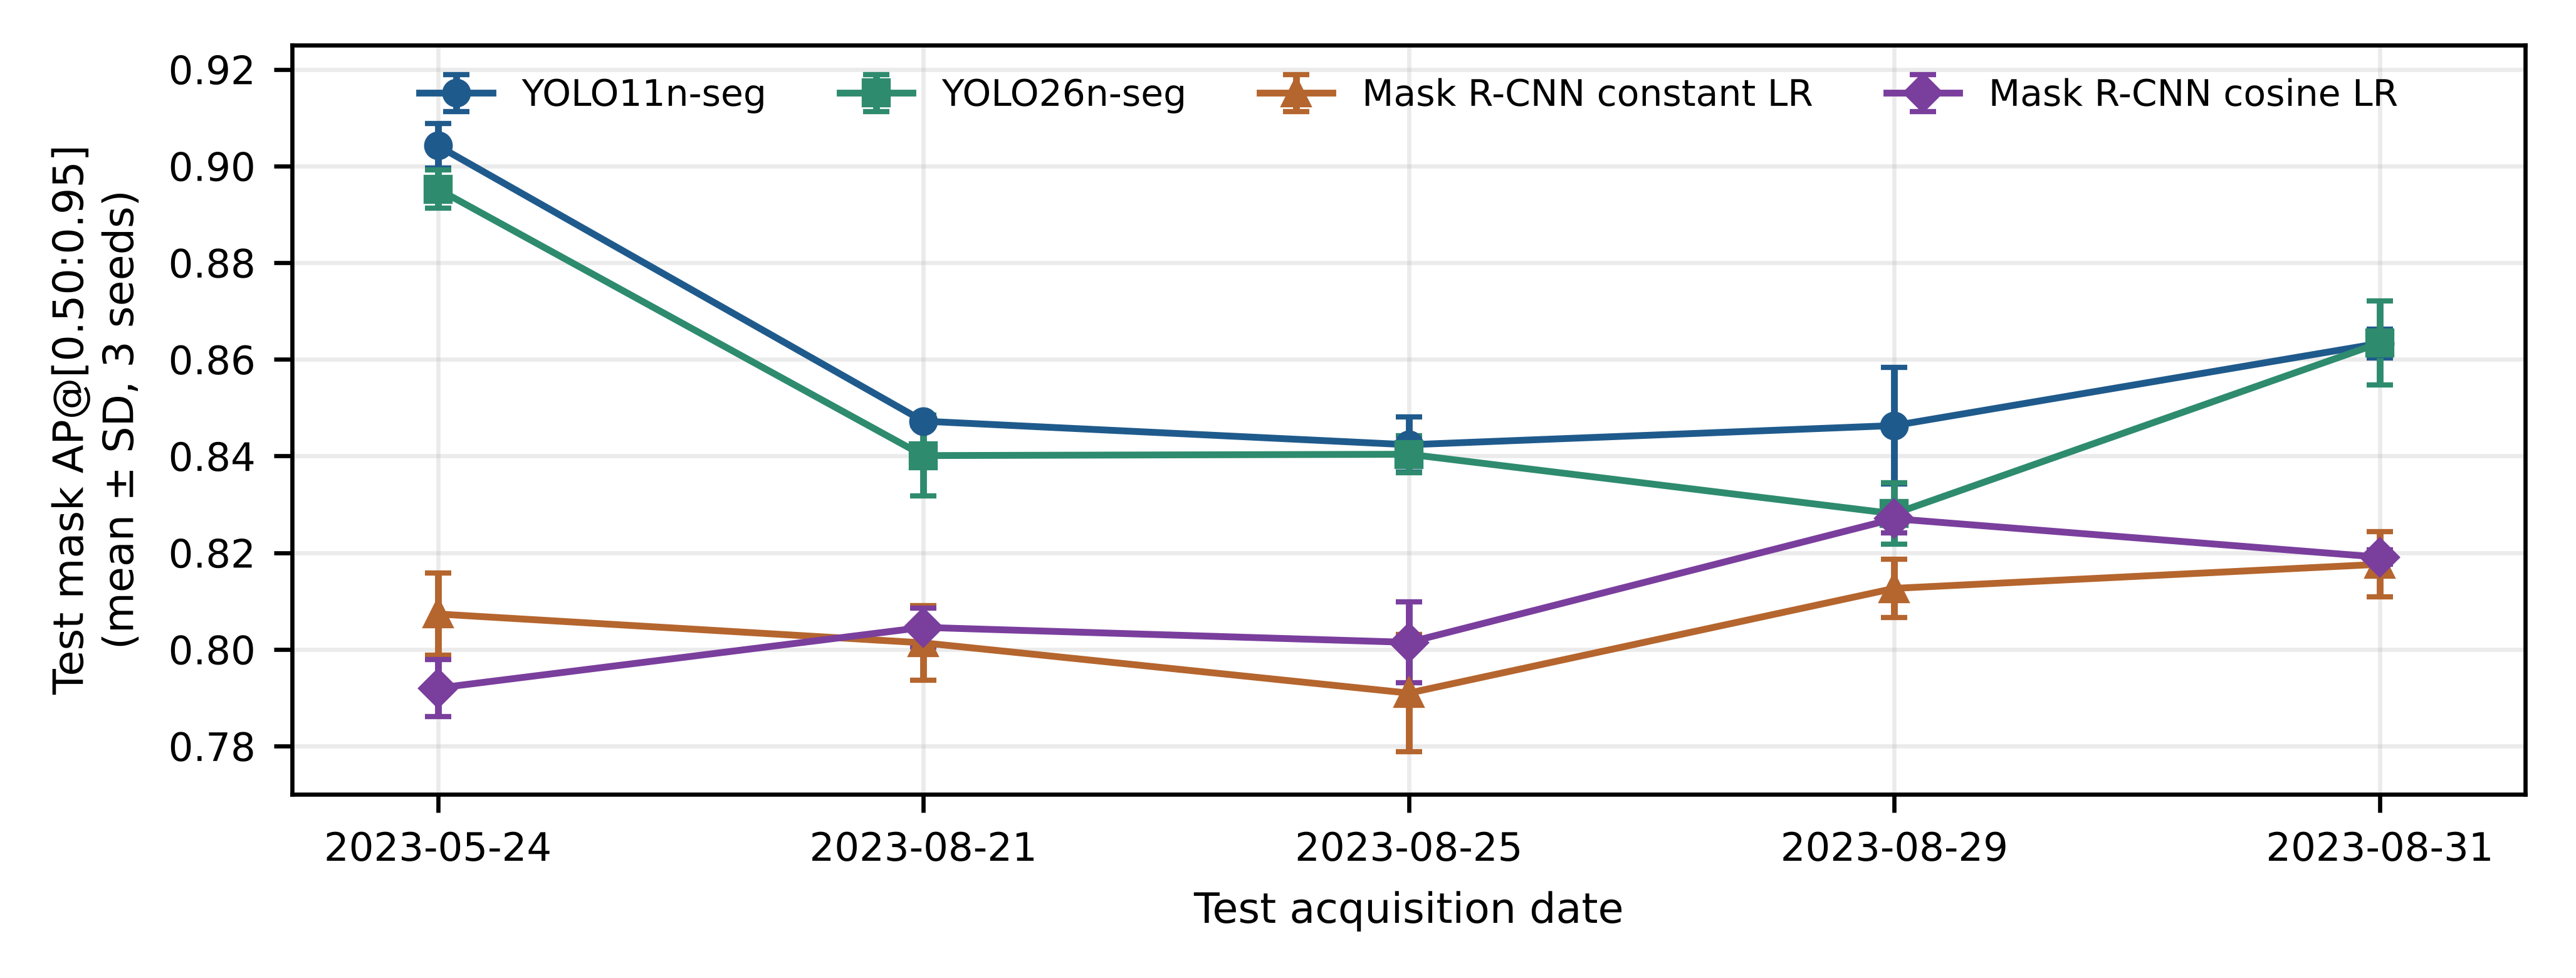 Test mask AP@[0.50:0.95]
(mean ± SD, 3 seeds)
0.92
0.90
0.88
0.86
0.84
0.82
0.80
0.78
YOLO11n-seg
YOLO26n-seg
Mask R-CNN constant LR
Mask R-CNN cosine LR
2023-05-24
2023-08-21
2023-08-25
2023-08-29
2023-08-31
Test acquisition date